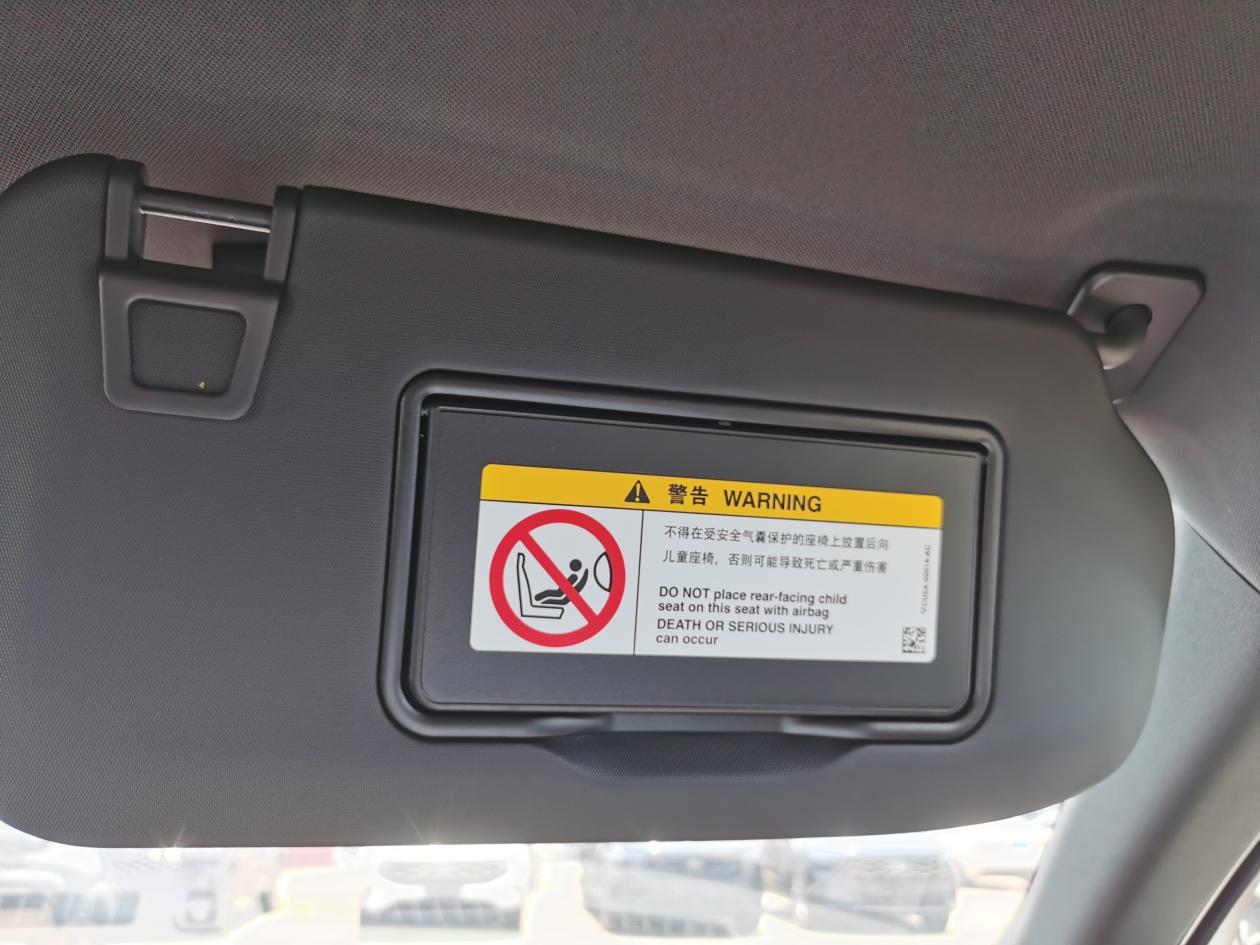 警告 WARNING
不得在受安全气囊保护的座椅上放置后向
儿童座椅，否则可能导致死亡或严重伤害
DO NOT place rear-facing child
seat on this seat with airbag
DEATH OR SERIOUS INJURY
can occur